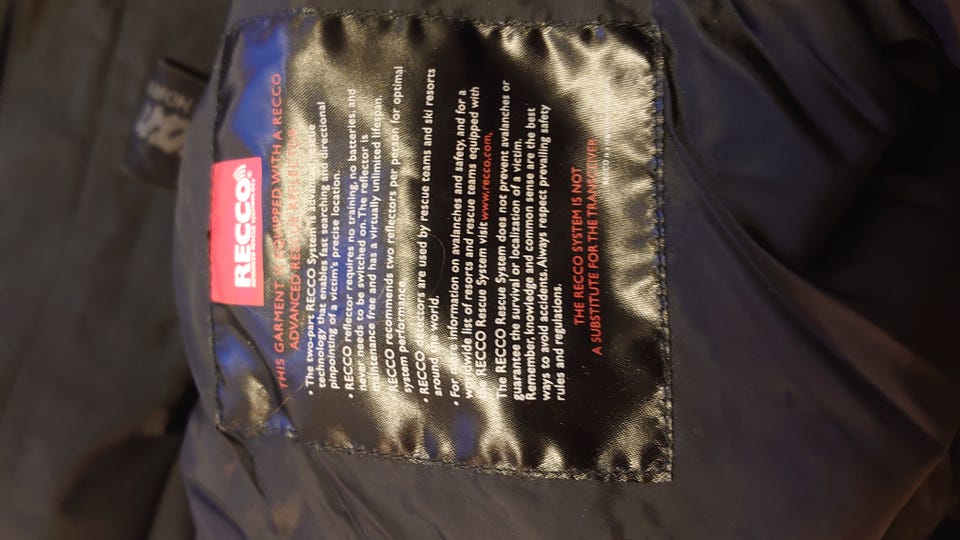 RECCO
ADVANCED RESCUE TECHNOLOGY
THIS GARMENT IS EQUIPPED WITH A RECCO
ADVANCED
• The two-part RECCO System's advanced rescue
technology that enables fast searching and directional
pinpointing of a victim's precise location.
• RECCO reflector requires no training, no batteries, and
never needs to be switched on. The reflector is
maintenance free and has a virtually unlimited lifespan.
RECCO recommends two reflectors per person for optimal
system performance.
• RECCO detectors are used by rescue teams and ski resorts
around world.
• For more information on avalanches and safety, and for a
worldwide list of resorts and rescue teams equipped with
the RECCO Rescue System visit www.recco.com.
The RECCO Rescue System does not prevent avalanches or
guarantee the survival or localization of a victim.
Remember, knowledge and common sense are the best
ways to avoid accidents. Always respect prevailing safety
rules and regulations.
THE RECCO SYSTEM IS NOT
A SUBSTITUTE FOR THE TRANSCEIVER